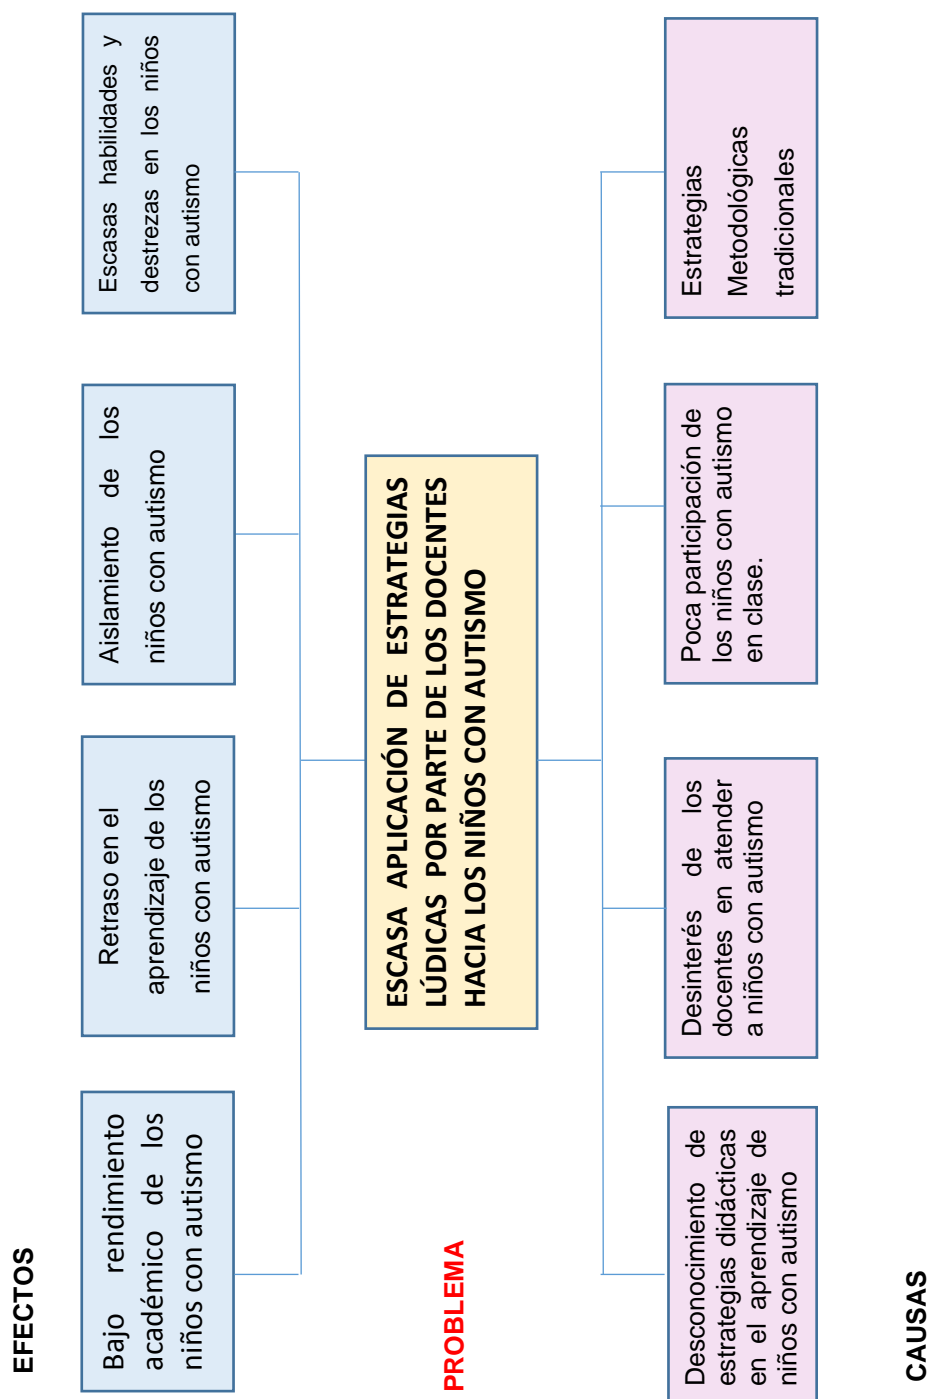 EFECTOS
Bajo rendimiento
académico de los
niños con autismo
Retraso en el
aprendizaje de los
niños con autismo
Aislamiento de los
niños con autismo
Escasas habilidades y
destrezas en los niños
con autismo
PROBLEMA
ESCASA APLICACIÓN DE ESTRATEGIAS
LÚDICAS POR PARTE DE LOS DOCENTES
HACIA LOS NIÑOS CON AUTISMO
CAUSAS
Desconocimiento de
estrategias didácticas
en el aprendizaje de
niños con autismo
Desinterés de los
docentes en atender
a niños con autismo
Poca participación de
los niños con autismo
en clase.
Estrategias
Metodológicas
tradicionales